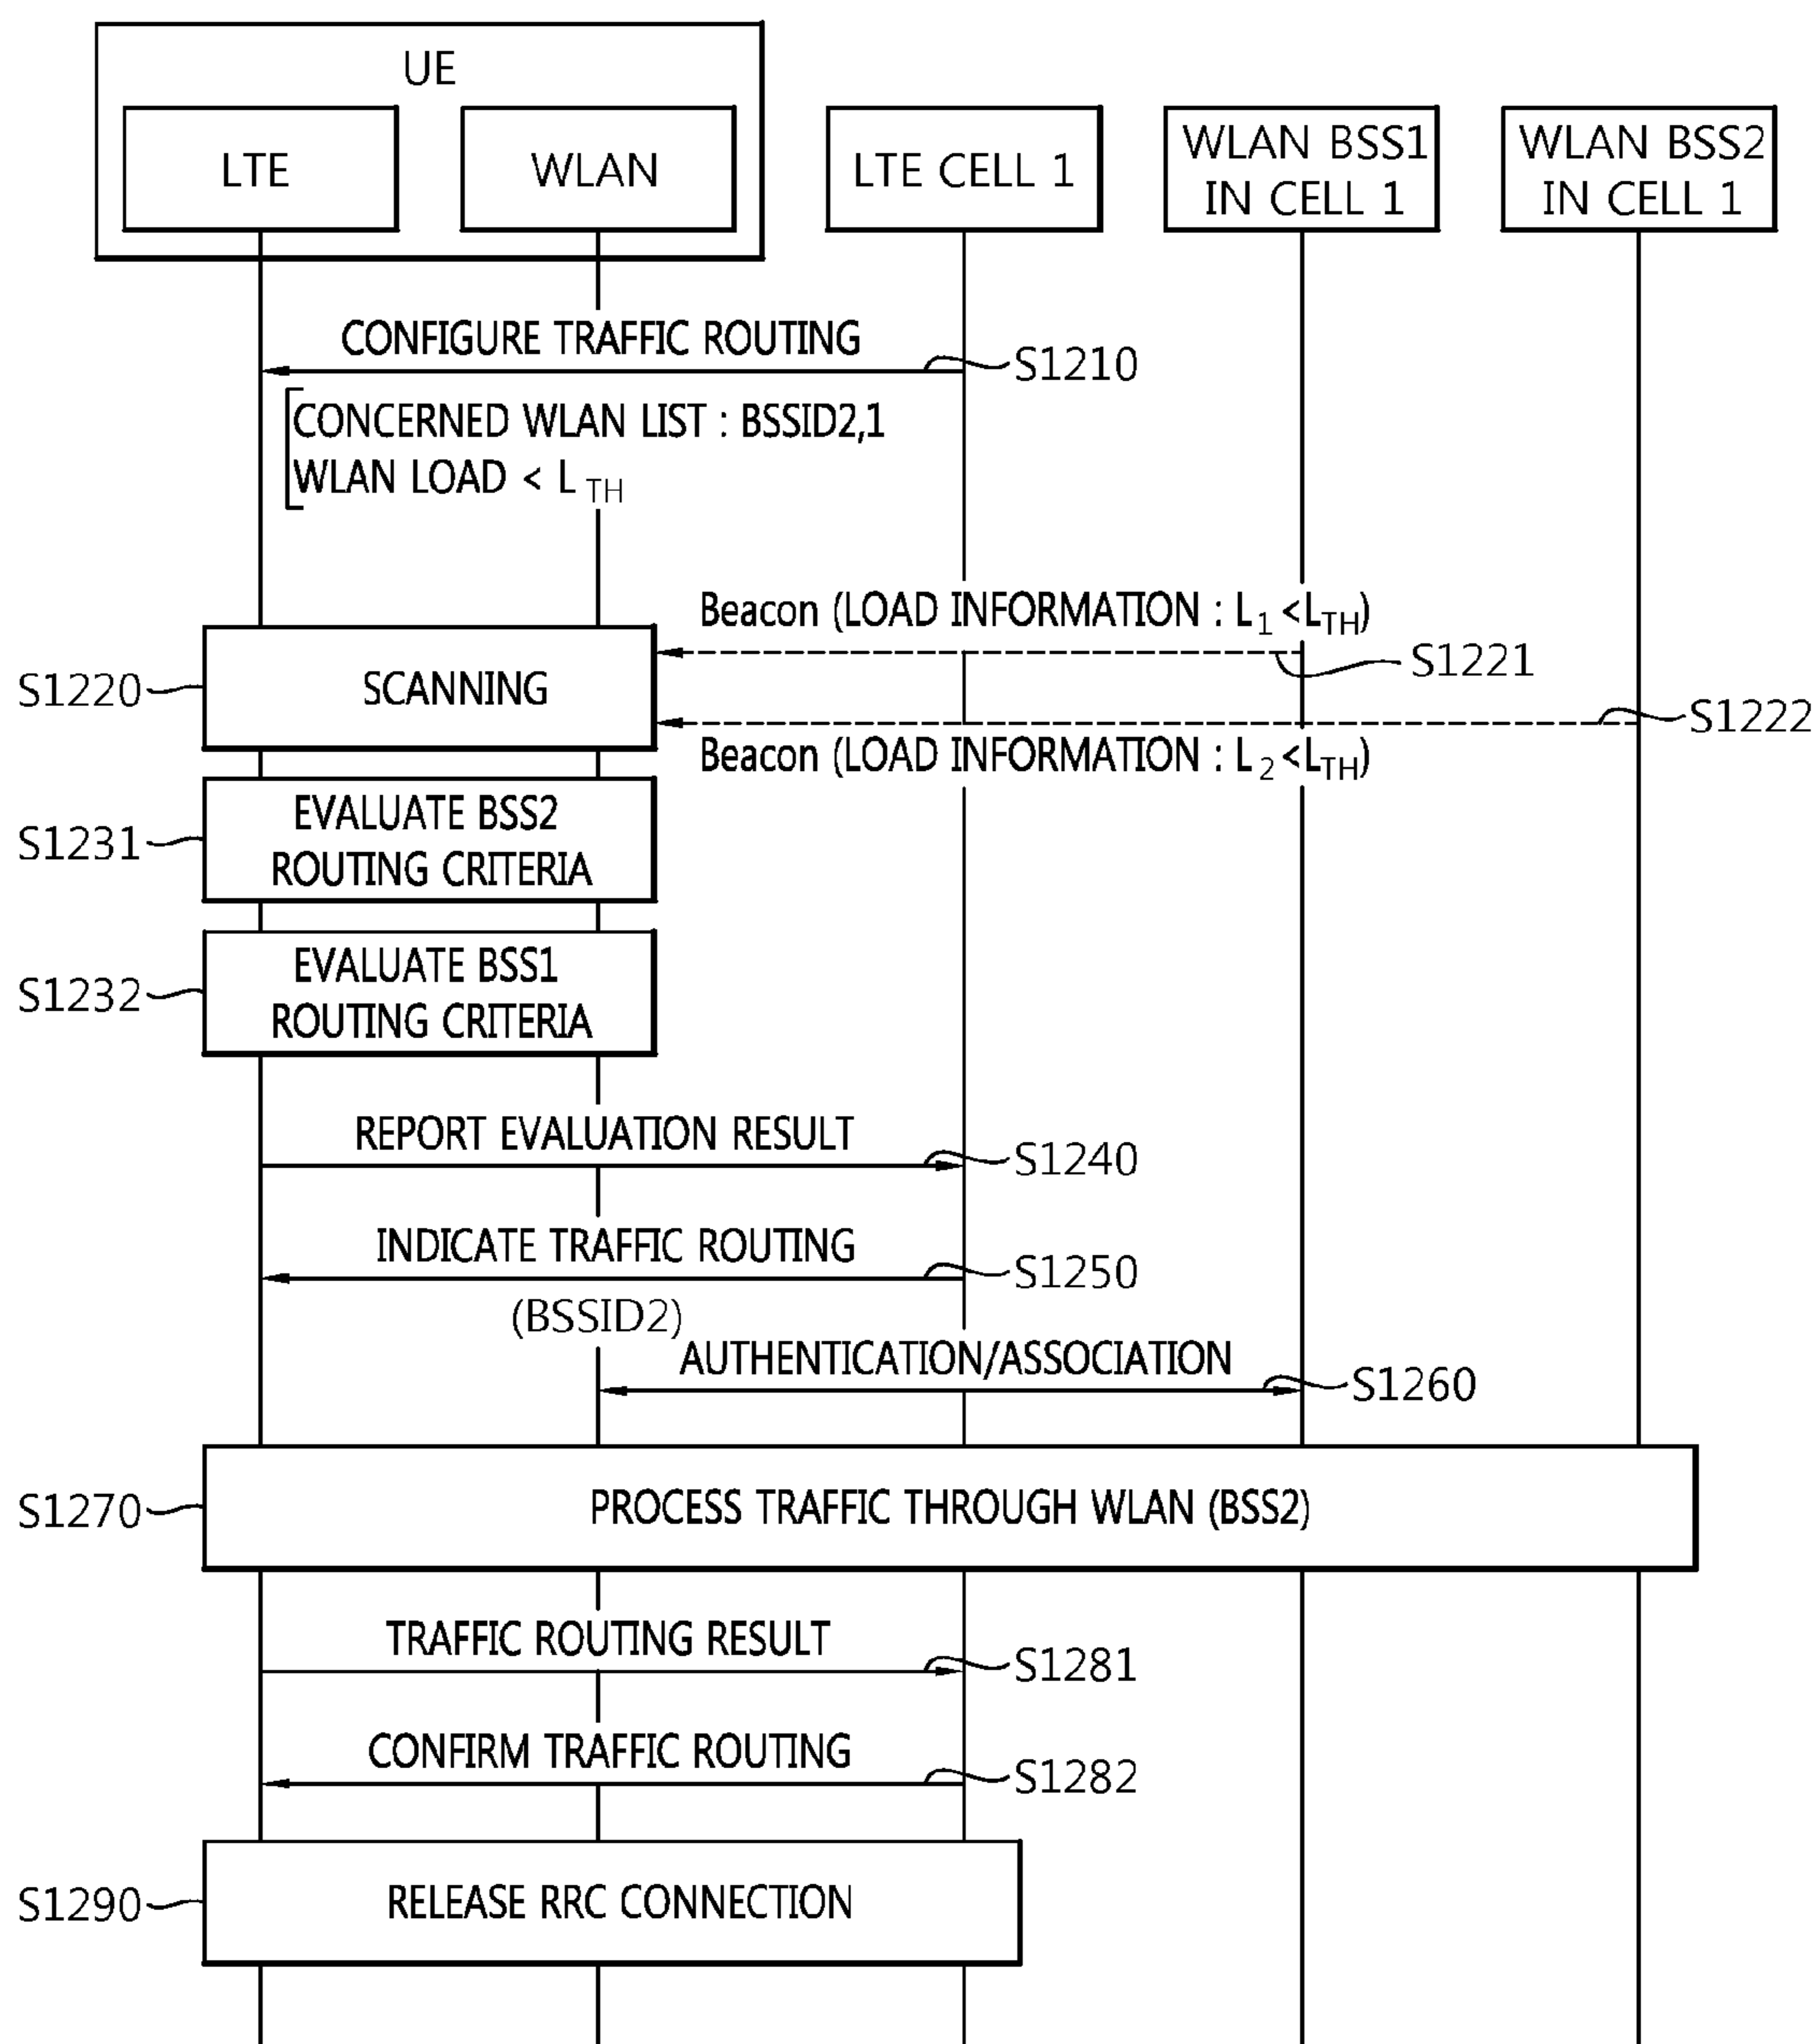 UE
LTE
WLAN
LTE CELL 1
WLAN BSS1
IN CELL 1
WLAN BSS2
IN CELL 1
CONFIGURE TRAFFIC ROUTING
S1210
CONCERNED WLAN LIST : BSSID2,1
WLAN LOAD < L TH
Beacon (LOAD INFORMATION : L1 <LTH)
S1221
S1220
SCANNING
S1222
Beacon (LOAD INFORMATION : L2 <LTH)
S1231
EVALUATE BSS2
ROUTING CRITERIA
S1232
EVALUATE BSS1
ROUTING CRITERIA
REPORT EVALUATION RESULT
S1240
INDICATE TRAFFIC ROUTING
S1250
(BSSID2)
AUTHENTICATION/ASSOCIATION
S1260
S1270
PROCESS TRAFFIC THROUGH WLAN (BSS2)
TRAFFIC ROUTING RESULT
S1281
CONFIRM TRAFFIC ROUTING
S1282
S1290
RELEASE RRC CONNECTION